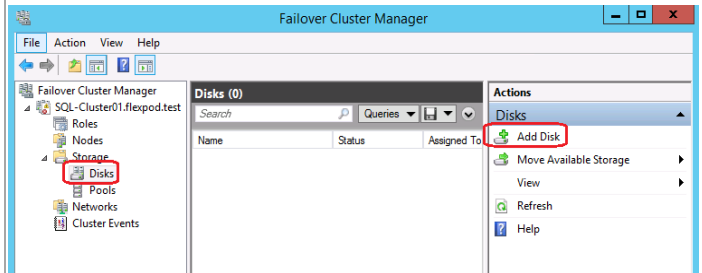 Failover Cluster Manager
File Action View Help
Failover Cluster Manager
SQL-Cluster01.flexpod.test
Roles
Nodes
Storage
Disks
Pools
Networks
Cluster Events
Disks (0)
Search Queries
Name Status Assigned To
Actions
Disks
Add Disk
Move Available Storage
View
Refresh
Help